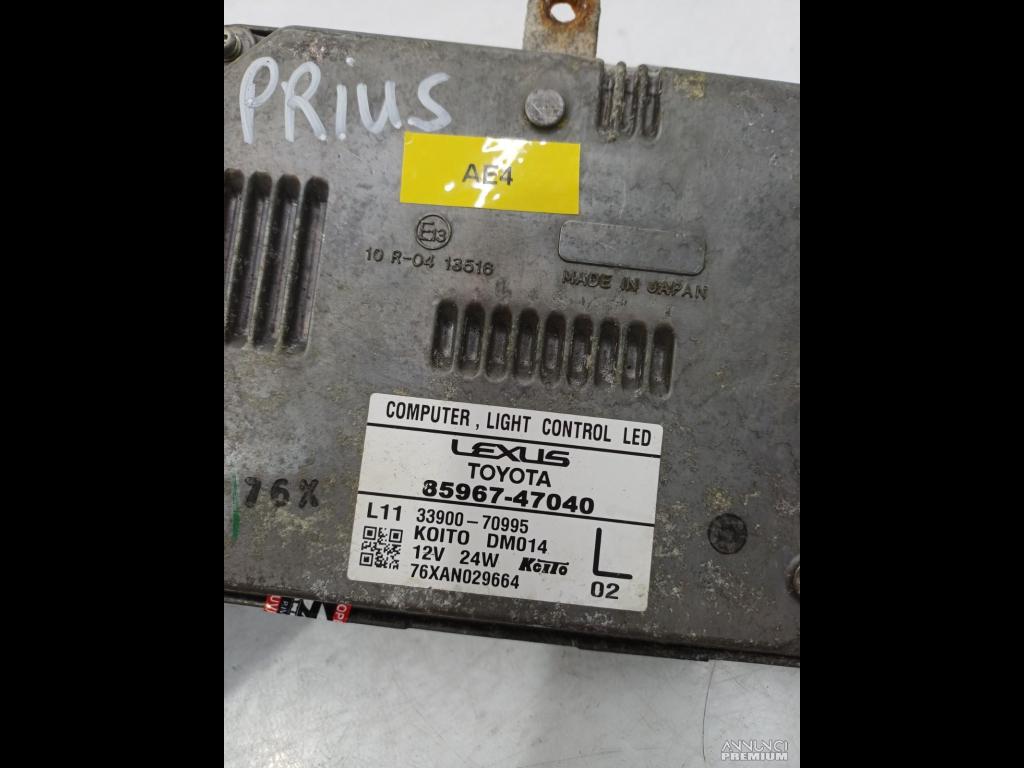 PRIUS
AE4
E13
10 R-04 13516
MADE IN JAPAN
COMPUTER, LIGHT CONTROL LED
LEXUS
TOYOTA
85967-47040
L11 33900-70995
KOITO DM014
12V 24W KOITO
76XAN029664
L
02
76X
ANNUNCI
PREMIUM